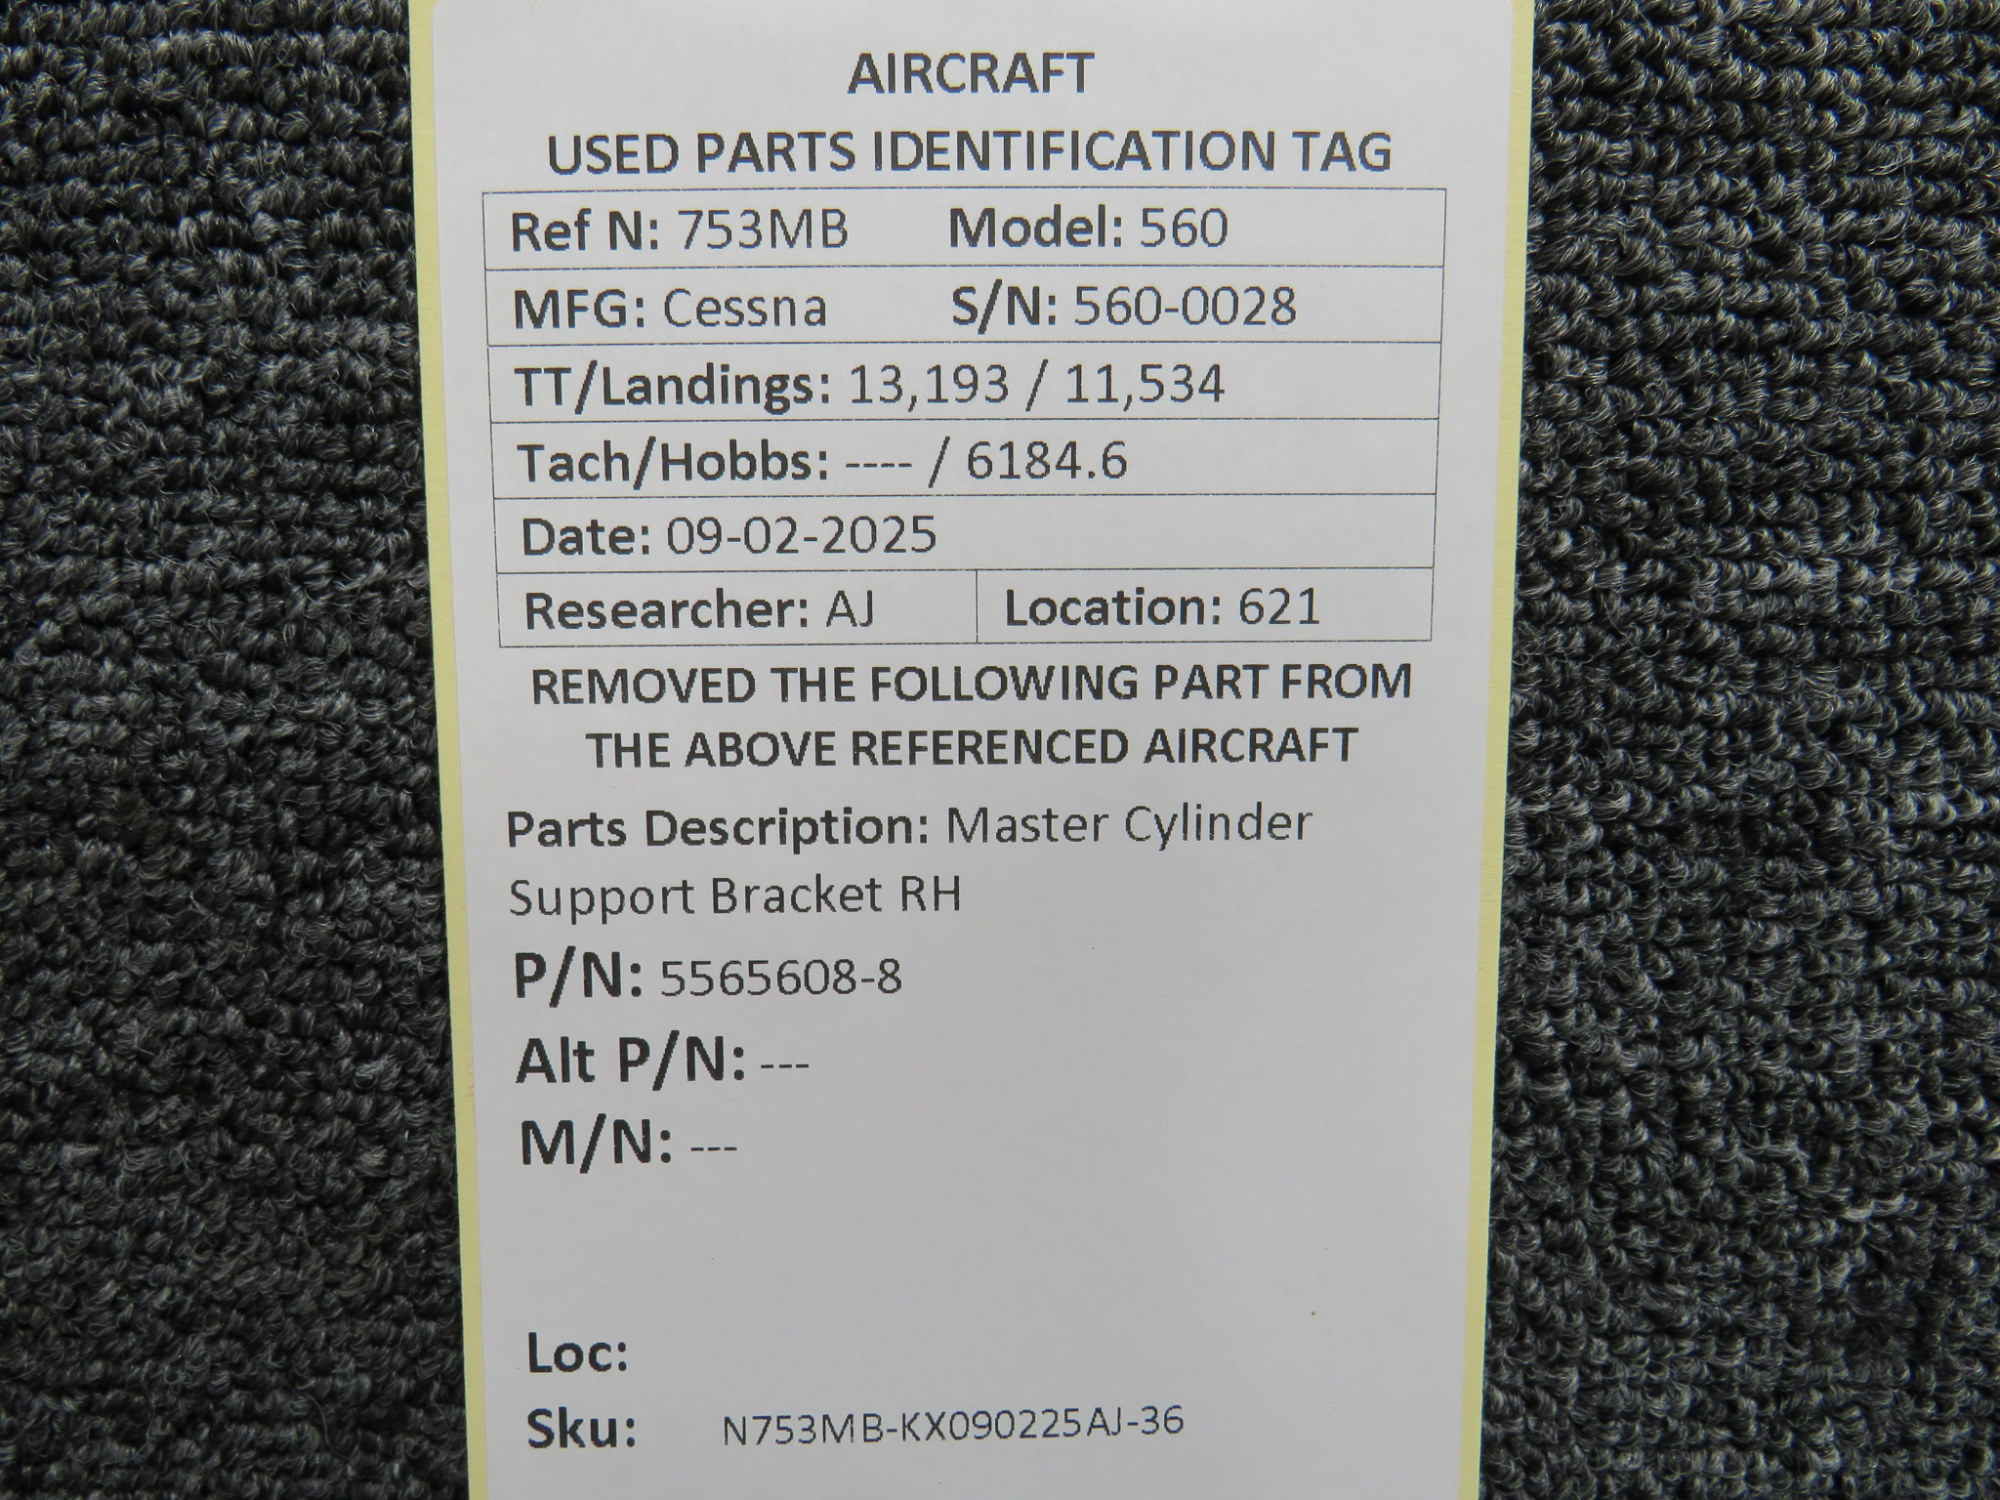 AIRCRAFT
USED PARTS IDENTIFICATION TAG
Ref N: 753MB Model: 560
MFG: Cessna S/N: 560-0028
TT/Landings: 13,193 / 11,534
Tach/Hobbs: ---- / 6184.6
Date: 09-02-2025
Researcher: AJ Location: 621
REMOVED THE FOLLOWING PART FROM
THE ABOVE REFERENCED AIRCRAFT
Parts Description: Master Cylinder
Support Bracket RH
P/N: 5565608-8
Alt P/N: ---
M/N: ---
Loc:
Sku: N753MB-KX090225AJ-36